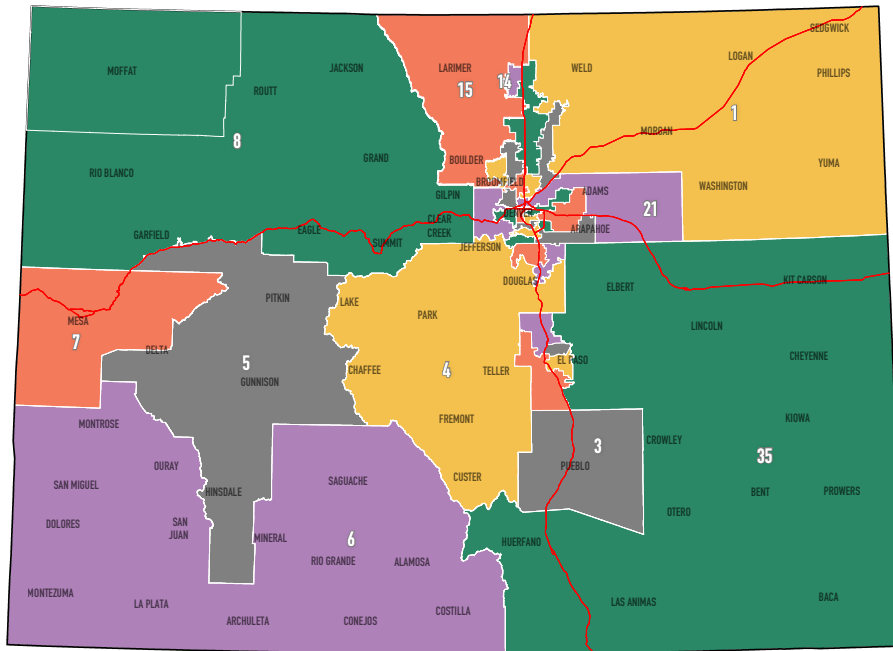 SEDGWICK
LOGAN
MOFFAT
JACKSON
LARIMER
WELD
PHILLIPS
14
15
ROUTT
1
MORGAN
8
GRAND
BOULDER
YUMA
RIO BLANCO
BROOMFIELD
WASHINGTON
GILPIN
ADAMS
21
DENVER
CLEAR
CREEK
EAGLE
ARAPAHOE
GARFIELD
SUMMIT
JEFFERSON
DOUGLAS
KIT CARSON
ELBERT
PITKIN
LAKE
PARK
MESA
LINCOLN
7
DELTA
CHEYENNE
5
EL PASO
CHAFFEE
4
TELLER
GUNNISON
KIOWA
FREMONT
MONTROSE
CROWLEY
3
35
OURAY
PUEBLO
CUSTER
SAGUACHE
SAN MIGUEL
HINSDALE
BENT
PROWERS
OTERO
DOLORES
SAN
JUAN
MINERAL
6
HUERFANO
RIO GRANDE
ALAMOSA
MONTEZUMA
LA PLATA
LAS ANIMAS
BACA
COSTILLA
ARCHULETA
CONEJOS